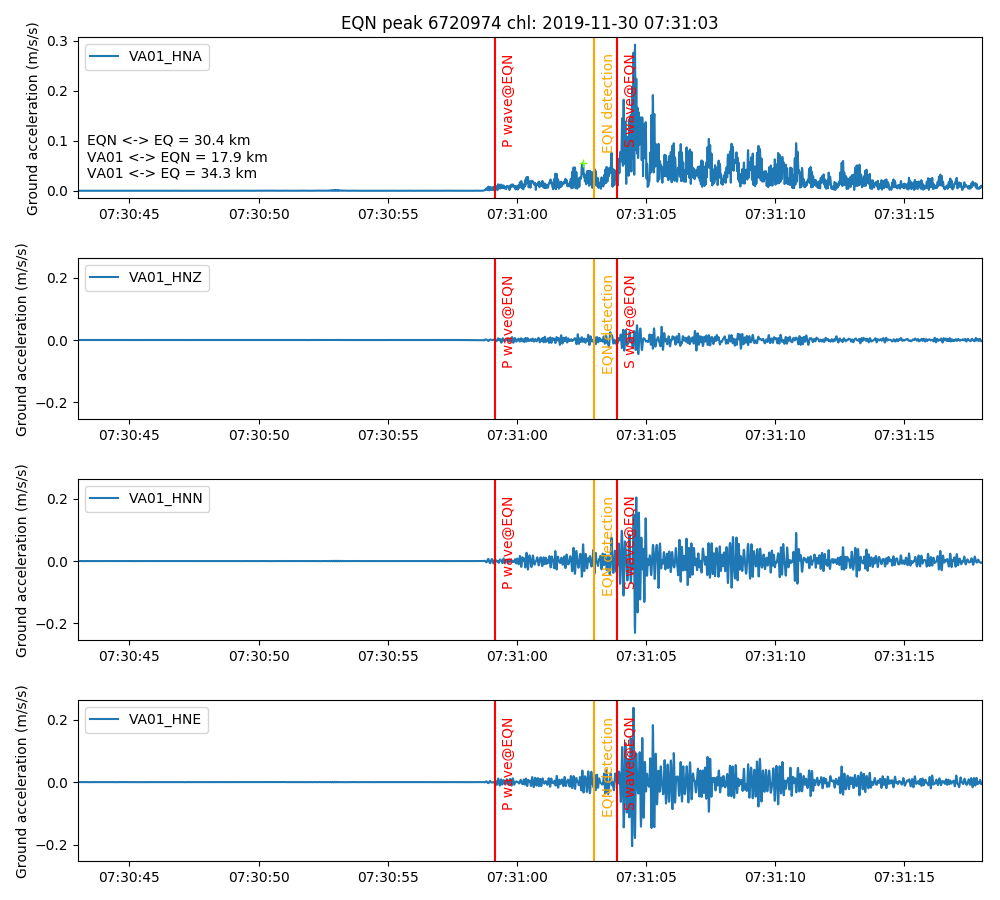 EQN peak 6720974 chl: 2019-11-30 07:31:03
Ground acceleration (m/s/s)
0.3
0.2
0.1
0.0
VA01_HNA
EQN <-> EQ = 30.4 km
VA01 <-> EQN = 17.9 km
VA01 <-> EQ = 34.3 km
P wave@EQN
EQN detection
S wave@EQN
07:30:45 07:30:50 07:30:55 07:31:00 07:31:05 07:31:10 07:31:15
Ground acceleration (m/s/s)
0.2
0.0
−0.2
VA01_HNZ
P wave@EQN
EQN detection
S wave@EQN
07:30:45 07:30:50 07:30:55 07:31:00 07:31:05 07:31:10 07:31:15
Ground acceleration (m/s/s)
0.2
0.0
−0.2
VA01_HNN
P wave@EQN
EQN detection
S wave@EQN
07:30:45 07:30:50 07:30:55 07:31:00 07:31:05 07:31:10 07:31:15
Ground acceleration (m/s/s)
0.2
0.0
−0.2
VA01_HNE
P wave@EQN
EQN detection
S wave@EQN
07:30:45 07:30:50 07:30:55 07:31:00 07:31:05 07:31:10 07:31:15